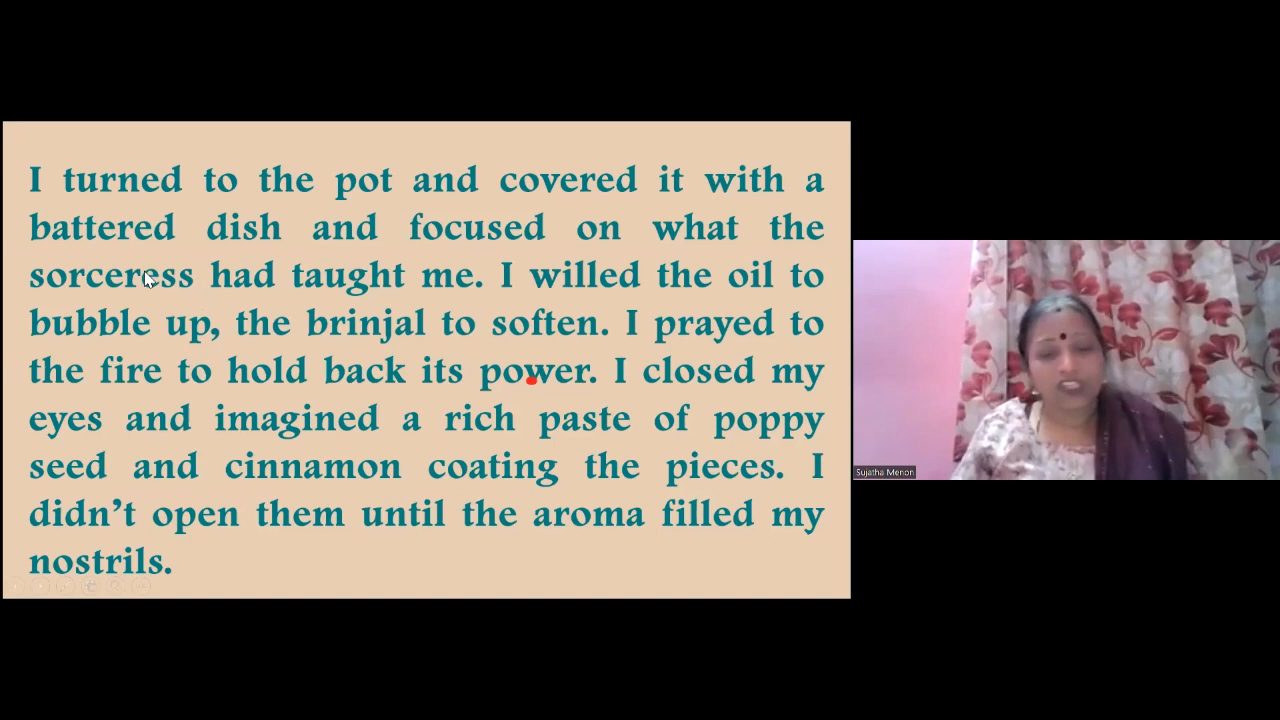 I turned to the pot and covered it with a
battered dish and focused on what the
sorceress had taught me. I willed the oil to
bubble up, the brinjal to soften. I prayed to
the fire to hold back its power. I closed my
eyes and imagined a rich paste of poppy
seed and cinnamon coating the pieces. I
didn’t open them until the aroma filled my
nostrils.
Sujatha Menon